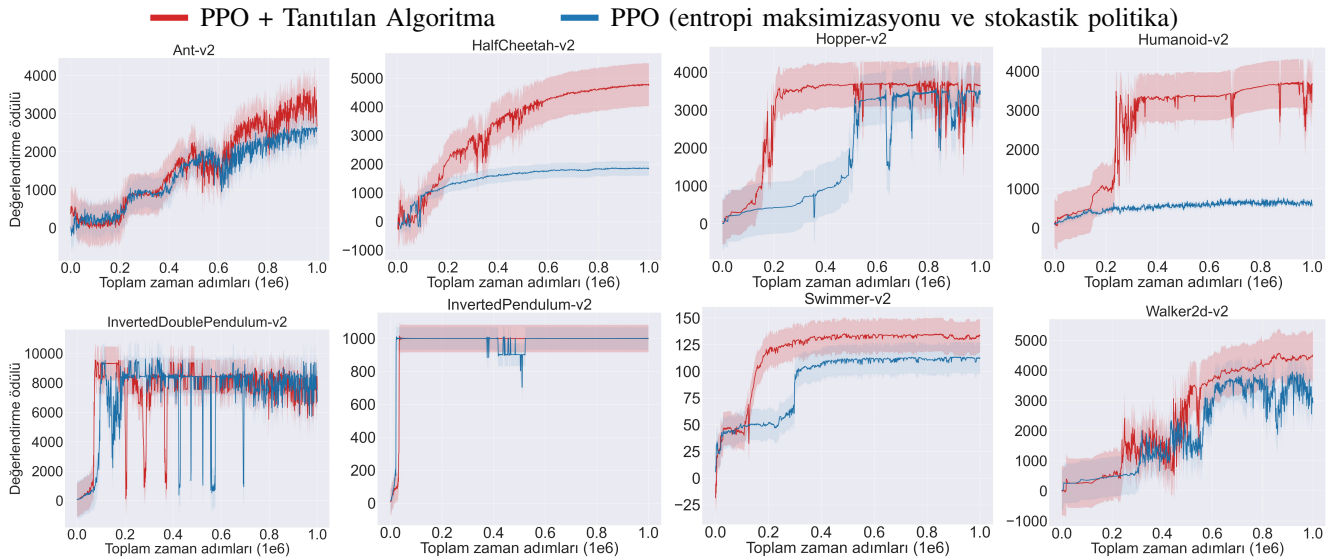 PPO + Tanıtılan Algoritma PPO (entropi maksimizasyonu ve stokastik politika)
Ant-v2 HalfCheetah-v2 Hopper-v2 Humanoid-v2
Değerlendirme ödülü
4000
3000
2000
1000
0
0.0 0.2 0.4 0.6 0.8 1.0
Toplam zaman adımları (1e6)
5000
4000
3000
2000
1000
0
−1000
0.0 0.2 0.4 0.6 0.8 1.0
Toplam zaman adımları (1e6)
4000
3000
2000
1000
0
0.0 0.2 0.4 0.6 0.8 1.0
Toplam zaman adımları (1e6)
4000
3000
2000
1000
0
0.0 0.2 0.4 0.6 0.8 1.0
Toplam zaman adımları (1e6)
InvertedDoublePendulum-v2 InvertedPendulum-v2 Swimmer-v2 Walker2d-v2
Değerlendirme ödülü
10000
8000
6000
4000
2000
0
0.0 0.2 0.4 0.6 0.8 1.0
Toplam zaman adımları (1e6)
1000
800
600
400
200
0
0.0 0.2 0.4 0.6 0.8 1.0
Toplam zaman adımları (1e6)
150
125
100
75
50
25
0
−25
0.0 0.2 0.4 0.6 0.8 1.0
Toplam zaman adımları (1e6)
5000
4000
3000
2000
1000
0
−1000
0.0 0.2 0.4 0.6 0.8 1.0
Toplam zaman adımları (1e6)